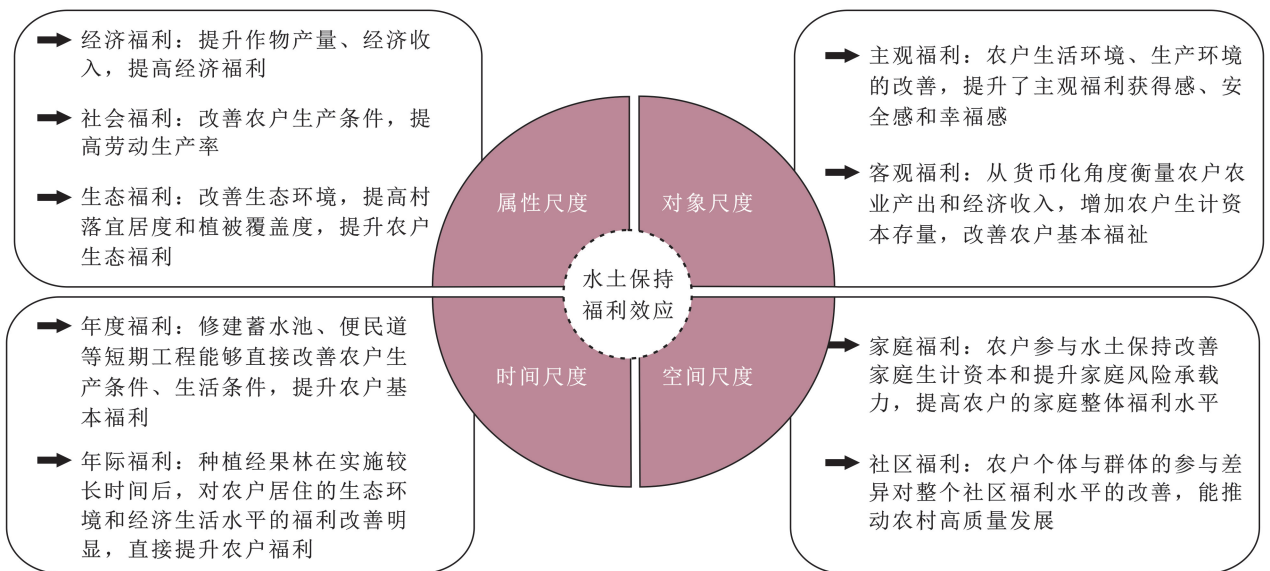 经济福利：提升作物产量、经济收
入，提高经济福利
社会福利：改善农户生产条件，提
高劳动生产率
生态福利：改善生态环境，提高村
落宜居度和植被覆盖度，提升农户
生态福利
主观福利：农户生活环境、生产环境
的改善，提升了主观福利获得感、安
全感和幸福感
客观福利：从货币化角度衡量农户农
业产出和经济收入，增加农户生计资
本存量，改善农户基本福祉
属性尺度
对象尺度
水土保持
福利效应
时间尺度
空间尺度
年度福利：修建蓄水池、便民道
等短期工程能够直接改善农户生
产条件、生活条件，提升农户基
本福利
年际福利：种植经果林在实施较
长时间后，对农户居住的生态环
境和经济生活水平的福利改善明
显，直接提升农户福利
家庭福利：农户参与水土保持改善
家庭生计资本和提升家庭风险承载
力，提高农户的家庭整体福利水平
社区福利：农户个体与群体的参与差
异对整个社区福利水平的改善，能推
动农村高质量发展